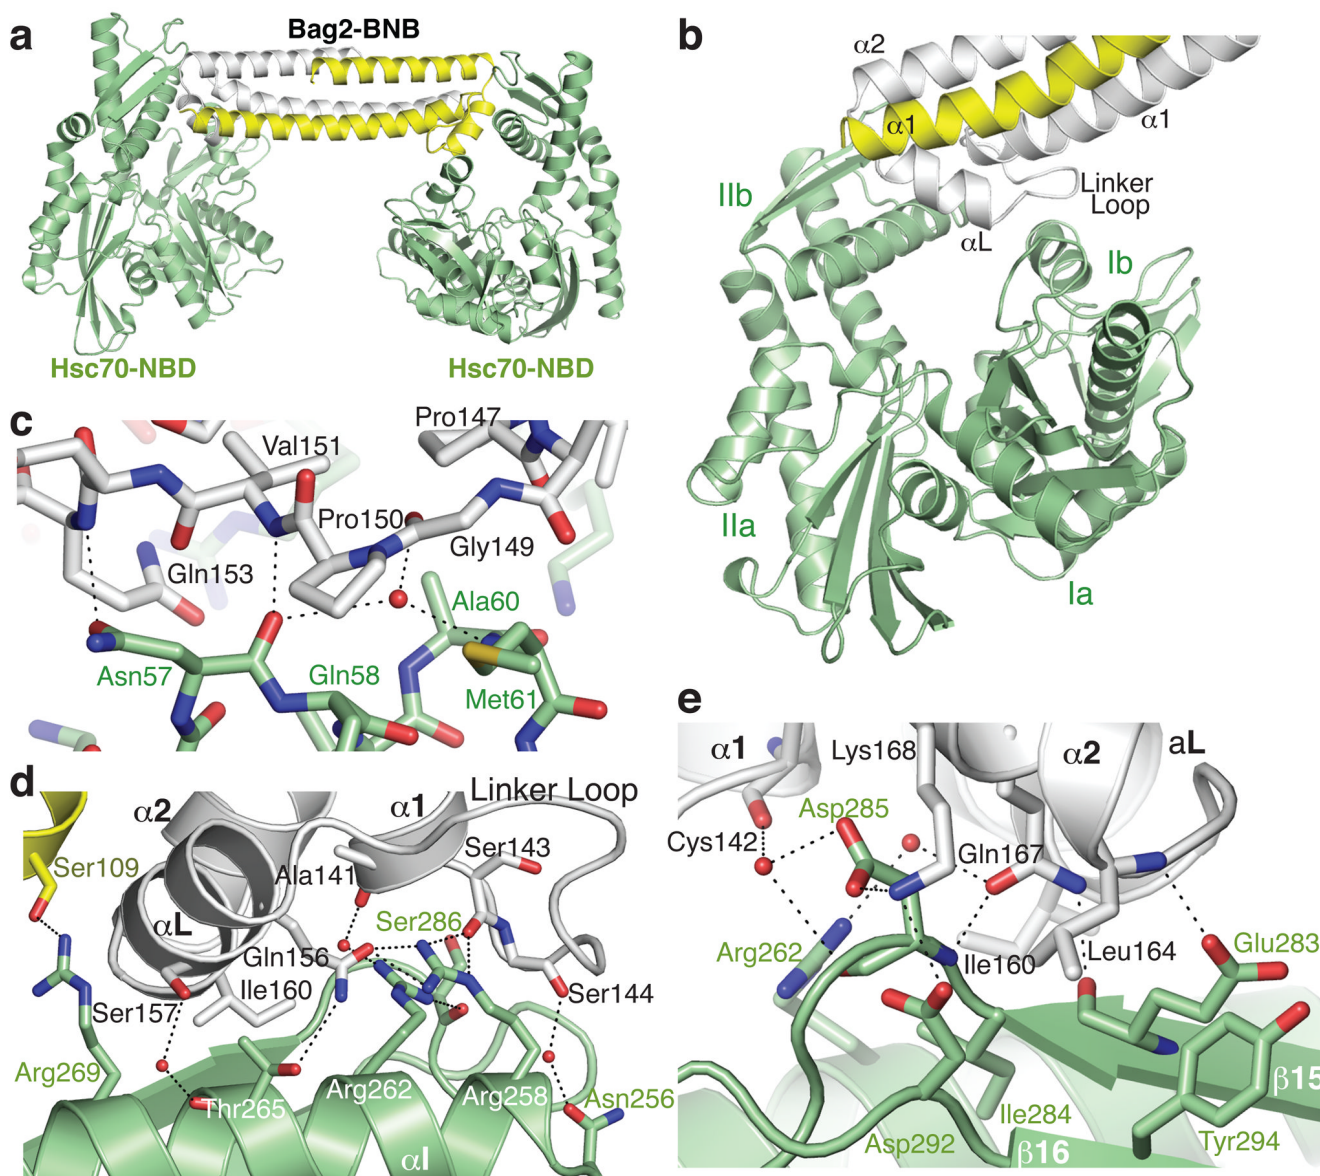 a
Bag2-BNB
Hsc70-NBD
Hsc70-NBD
b
α2
α1
α1
Linker
Loop
αL
IIb
Ib
IIa
Ia
c
Pro147
Val151
Pro150
Gly149
Gln153
Ala60
Asn57
Gln58
Met61
d
α2
α1
Linker Loop
Ser109
Ala141
Ser143
αL
Ser286
Gln156
Ile160
Ser144
Ser157
Arg269
Thr265
Arg262
Arg258
Asn256
αI
e
α1
Lys168
α2
aL
Asp285
Cys142
Gln167
Arg262
Ile160
Leu164
Glu283
β15
Ile284
Asp292
β16
Tyr294